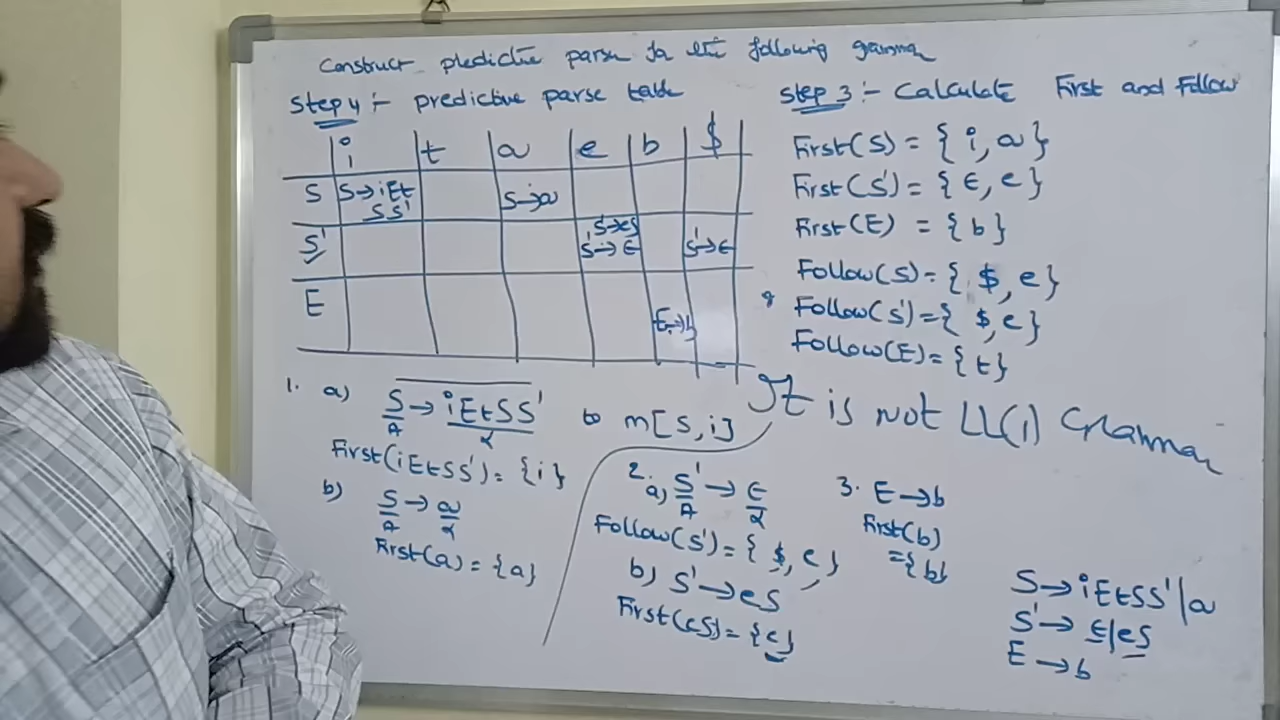 Construct predictive parser for the following grammar
Step 4 :- predictive parse table
i t a e b $
S S→iEt SS' S→a
S' S'→eS S'→ϵ S'→ϵ
E E→b
Step 3 :- Calculate First and Follow
First(S) = { i, a }
First(S') = { ϵ, e }
First(E) = { b }
Follow(S) = { $, e }
Follow(S') = { $, e }
Follow(E) = { t }
It is not LL(1) Grammar
1. a) S → iEtSS' to m[S, i]
A α
First(iEtSS') = {i}
b) S → a
A α
First(a) = {a}
2. a) S' → ϵ
A α
Follow(S') = { $, e }
b) S' → eS
First(eS) = {e}
3. E → b
First(b)
= {b}
S → iEtSS' | a
S' → ϵ | eS
E → b